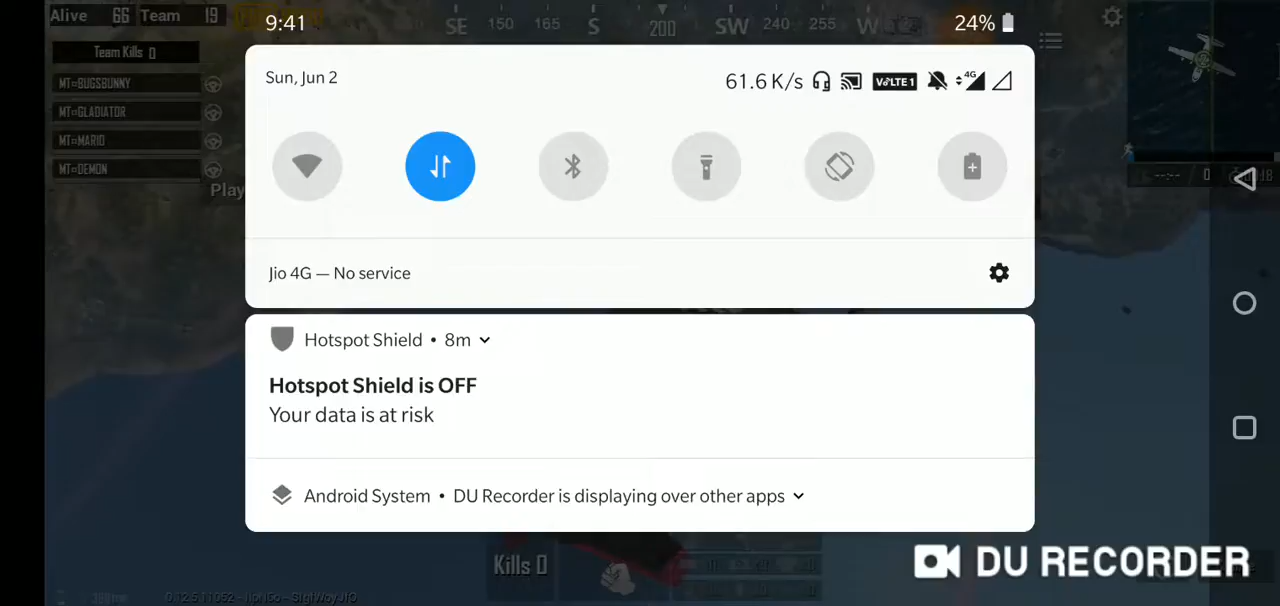 Alive 66 Team 19
9:41
SE 150 165 S 200 SW 240 255 W
24%
Team Kills 0
MT=BUGSBUNNY
MT=GLADIATOR
MT=MARIO
MT=DEMON
Play
Sun, Jun 2
61.6 K/s VoLTE 1 4G
Jio 4G — No service
Hotspot Shield • 8m
Hotspot Shield is OFF
Your data is at risk
Android System • DU Recorder is displaying over other apps
Kills 0
DU RECORDER